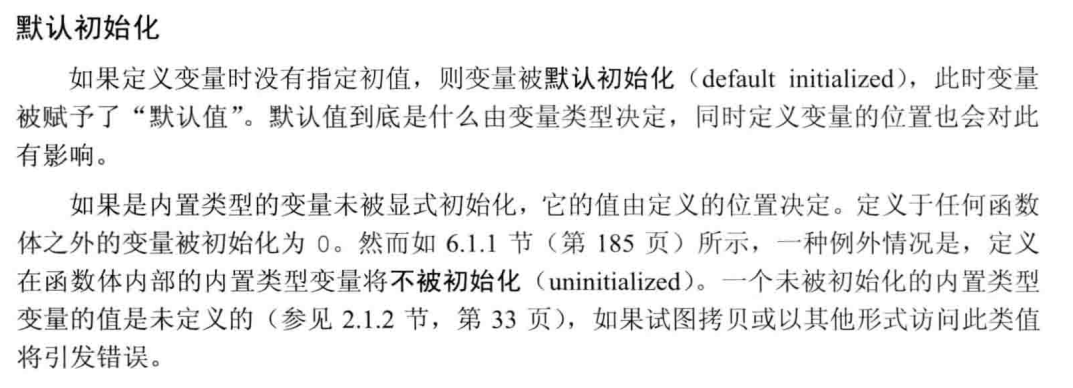 默认初始化
如果定义变量时没有指定初值，则变量被默认初始化（default initialized），此时变量
被赋予了“默认值”。默认值到底是什么由变量类型决定，同时定义变量的位置也会对此
有影响。
如果是内置类型的变量未被显式初始化，它的值由定义的位置决定。定义于任何函数
体之外的变量被初始化为 0。然而如 6.1.1 节（第 185 页）所示，一种例外情况是，定义
在函数体内部的内置类型变量将不被初始化（uninitialized）。一个未被初始化的内置类型
变量的值是未定义的（参见 2.1.2 节，第 33 页），如果试图拷贝或以其他形式访问此类值
将引发错误。